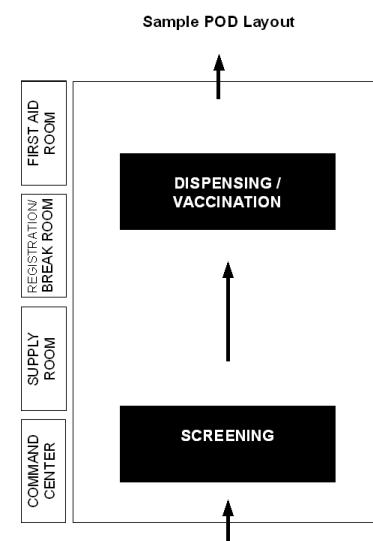 Sample POD Layout
FIRST AID
ROOM
DISPENSING /
VACCINATION
REGISTRATION/
BREAK ROOM
SUPPLY
ROOM
SCREENING
COMMAND
CENTER